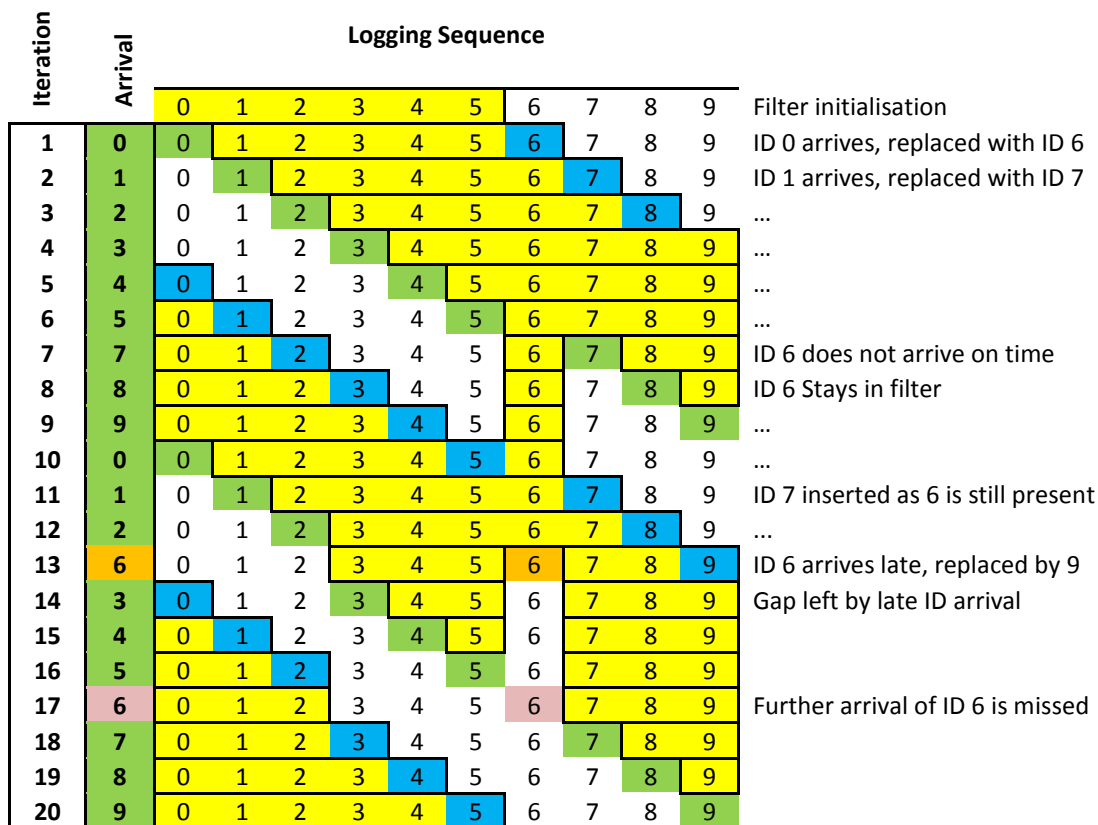 Iteration Arrival Logging Sequence
0 1 2 3 4 5 6 7 8 9 Filter initialisation
1 0 0 1 2 3 4 5 6 7 8 9 ID 0 arrives, replaced with ID 6
2 1 0 1 2 3 4 5 6 7 8 9 ID 1 arrives, replaced with ID 7
3 2 0 1 2 3 4 5 6 7 8 9 ...
4 3 0 1 2 3 4 5 6 7 8 9 ...
5 4 0 1 2 3 4 5 6 7 8 9 ...
6 5 0 1 2 3 4 5 6 7 8 9 ...
7 7 0 1 2 3 4 5 6 7 8 9 ID 6 does not arrive on time
8 8 0 1 2 3 4 5 6 7 8 9 ID 6 Stays in filter
9 9 0 1 2 3 4 5 6 7 8 9 ...
10 0 0 1 2 3 4 5 6 7 8 9 ...
11 1 0 1 2 3 4 5 6 7 8 9 ID 7 inserted as 6 is still present
12 2 0 1 2 3 4 5 6 7 8 9 ...
13 6 0 1 2 3 4 5 6 7 8 9 ID 6 arrives late, replaced by 9
14 3 0 1 2 3 4 5 6 7 8 9 Gap left by late ID arrival
15 4 0 1 2 3 4 5 6 7 8 9
16 5 0 1 2 3 4 5 6 7 8 9
17 6 0 1 2 3 4 5 6 7 8 9 Further arrival of ID 6 is missed
18 7 0 1 2 3 4 5 6 7 8 9
19 8 0 1 2 3 4 5 6 7 8 9
20 9 0 1 2 3 4 5 6 7 8 9